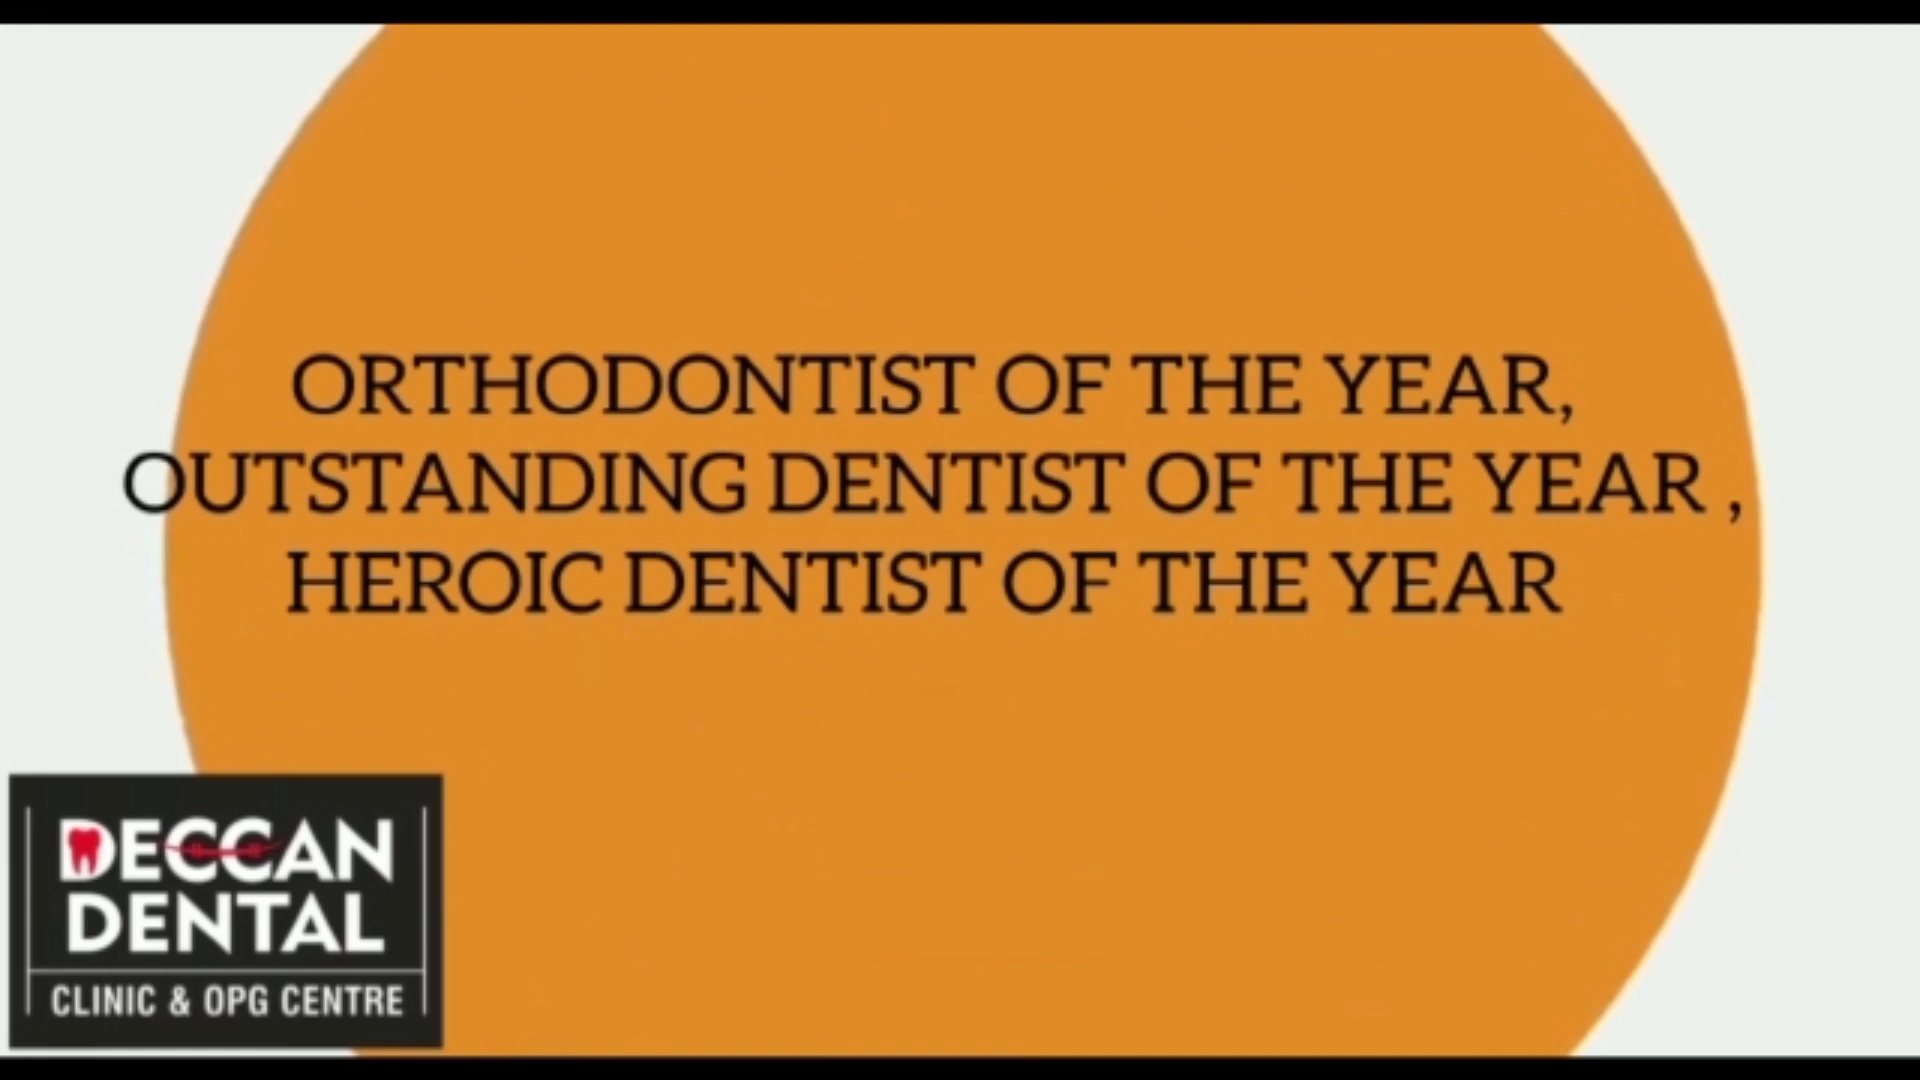 ORTHODONTIST OF THE YEAR,
OUTSTANDING DENTIST OF THE YEAR ,
HEROIC DENTIST OF THE YEAR
DECCAN
DENTAL
CLINIC & OPG CENTRE